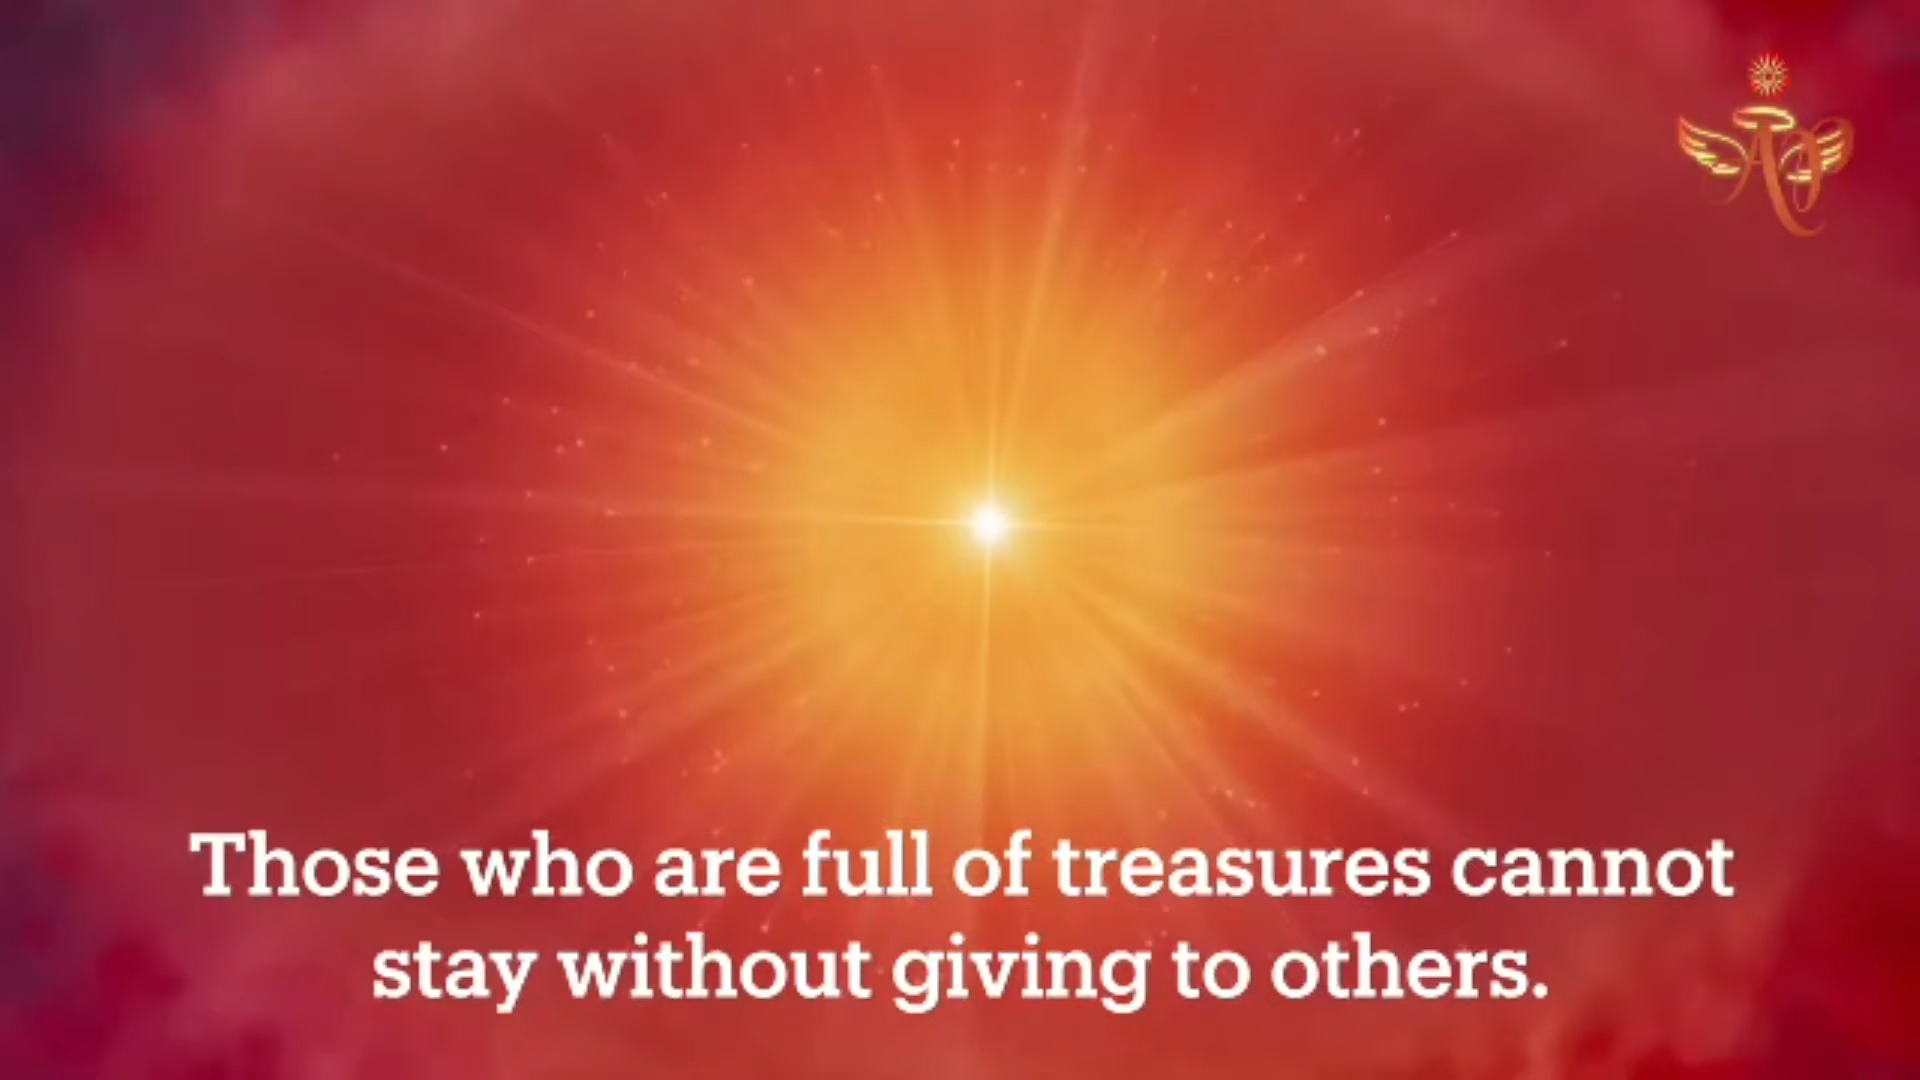 Those who are full of treasures cannot
stay without giving to others.